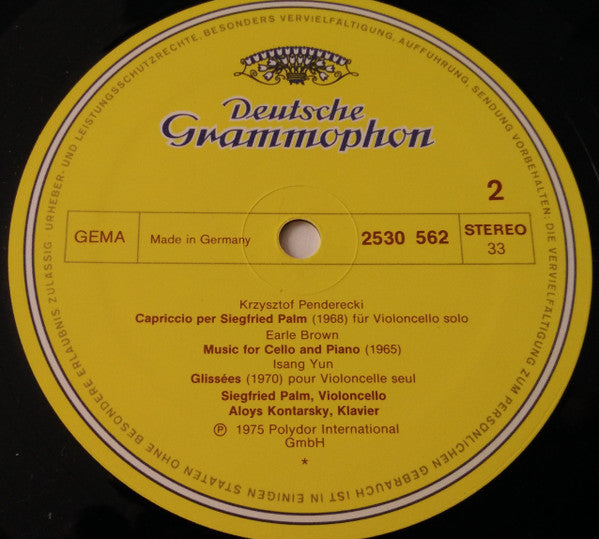 Deutsche
Grammophon
2
GEMA
Made in Germany
2530 562
STEREO
33
Krzysztof Penderecki
Capriccio per Siegfried Palm (1968) für Violoncello solo
Earle Brown
Music for Cello and Piano (1965)
Isang Yun
Glissées (1970) pour Violoncelle seul
Siegfried Palm, Violoncello
Aloys Kontarsky, Klavier
Ⓟ 1975 Polydor International
GmbH
*
URHEBER- UND LEISTUNGSSCHUTZRECHTE, BESONDERS VERVIELFÄLTIGUNG, AUFFÜHRUNG, SENDUNG VORBEHALTEN; DIE VERVIELFÄLTIGUNG ZUM PERSÖNLICHEN GEBRAUCH IST IN EINIGEN STAATEN OHNE BESONDERE ERLAUBNIS ZULÄSSIG